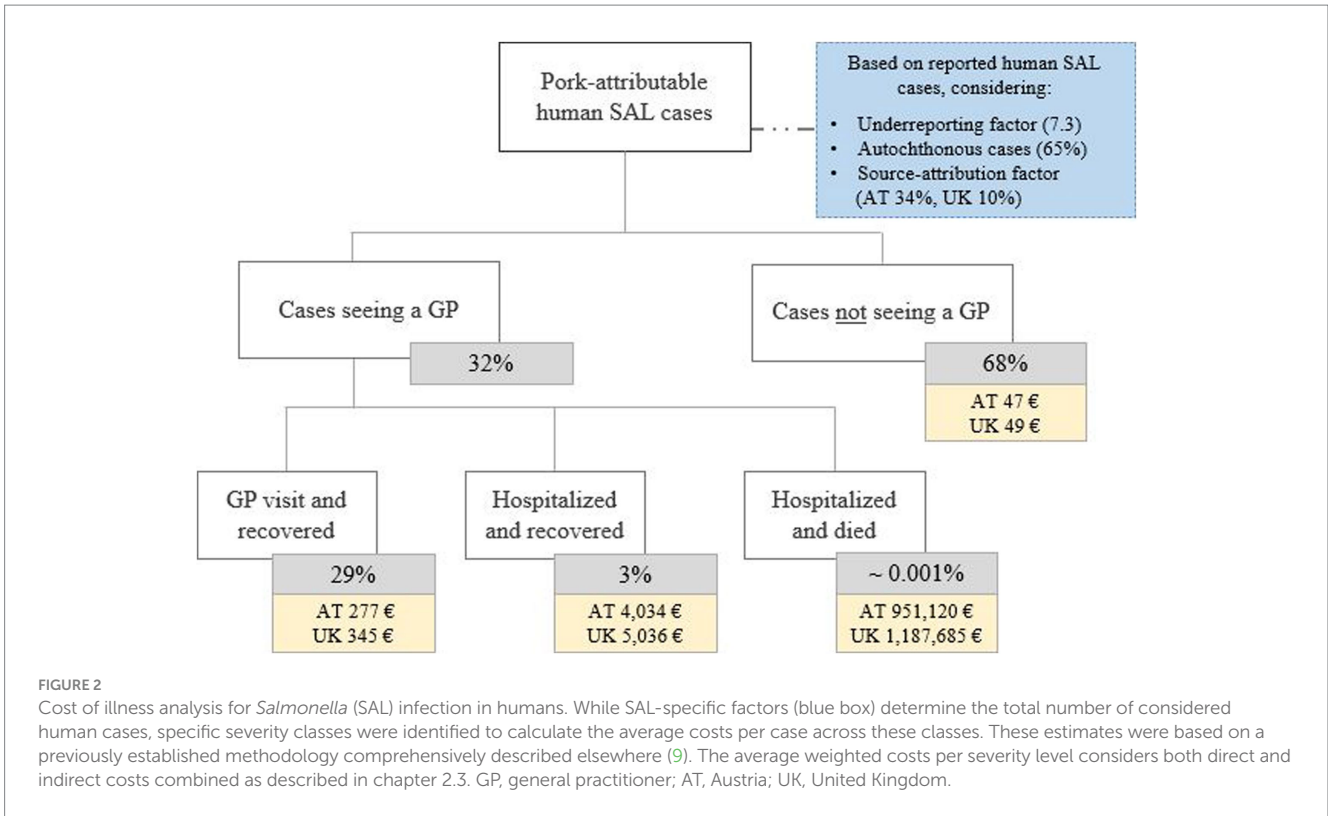 Pork-attributable
human SAL cases
Based on reported human SAL
cases, considering:
• Underreporting factor (7.3)
• Autochthonous cases (65%)
• Source-attribution factor
(AT 34%, UK 10%)
Cases seeing a GP
32%
Cases not seeing a GP
68%
AT 47 €
UK 49 €
GP visit and
recovered
29%
AT 277 €
UK 345 €
Hospitalized
and recovered
3%
AT 4,034 €
UK 5,036 €
Hospitalized
and died
~ 0.001%
AT 951,120 €
UK 1,187,685 €
FIGURE 2
Cost of illness analysis for Salmonella (SAL) infection in humans. While SAL-specific factors (blue box) determine the total number of considered
human cases, specific severity classes were identified to calculate the average costs per case across these classes. These estimates were based on a
previously established methodology comprehensively described elsewhere (9). The average weighted costs per severity level considers both direct and
indirect costs combined as described in chapter 2.3. GP, general practitioner; AT, Austria; UK, United Kingdom.